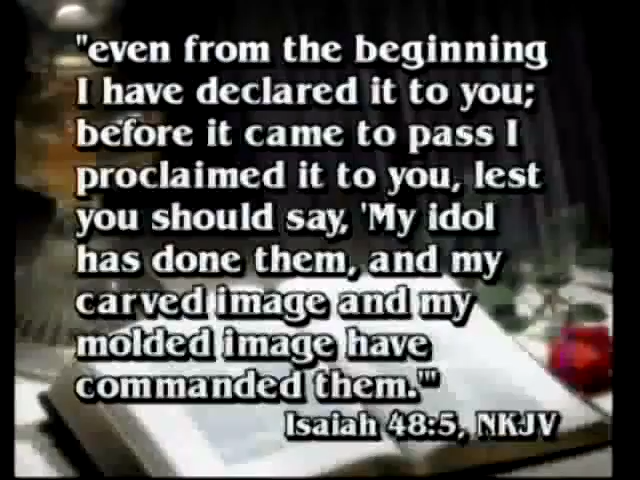 "even from the beginning
I have declared it to you;
before it came to pass I
proclaimed it to you, lest
you should say, 'My idol
has done them, and my
carved image and my
molded image have
commanded them.'"
Isaiah 48:5, NKJV